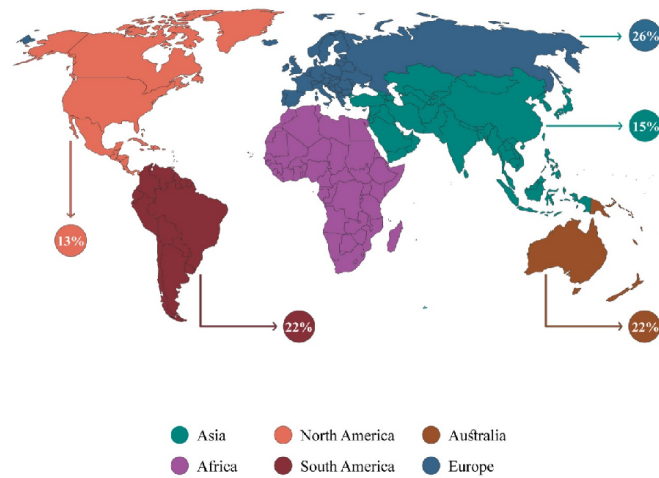 26%
15%
13%
22%
22%
Asia
North America
Australia
Africa
South America
Europe